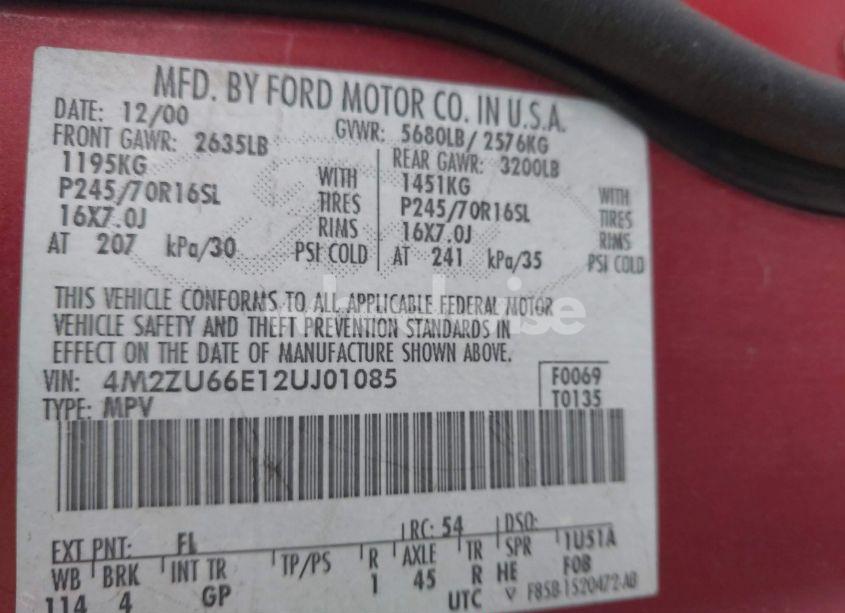 MFD. BY FORD MOTOR CO. IN U.S.A.
DATE: 12/00 GVWR: 5680LB/ 2576KG
FRONT GAWR: 2635LB REAR GAWR: 3200LB
1195KG WITH 1451KG WITH
P245/70R16SL TIRES P245/70R16SL TIRES
16X7.0J RIMS 16X7.0J RIMS
AT 207 kPa/30 PSI COLD AT 241 kPa/35 PSI COLD
THIS VEHICLE CONFORMS TO ALL APPLICABLE FEDERAL MOTOR
VEHICLE SAFETY AND THEFT PREVENTION STANDARDS IN
EFFECT ON THE DATE OF MANUFACTURE SHOWN ABOVE.
VIN: 4M2ZU66E12UJ01085 F0069
TYPE: MPV T0135
EXT PNT: FL RC: 54 DSO:
WB BRK INT TR TP/PS R AXLE TR SPR 1U51A
114 4 GP 1 45 R HE F0B
UTC F85B-1520472-AB